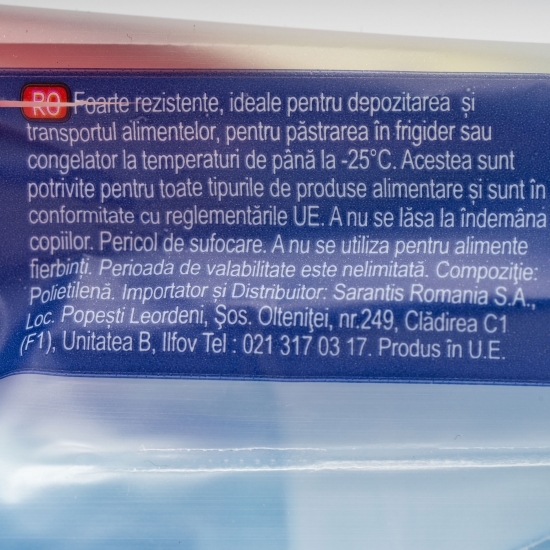 RO Foarte rezistente, ideale pentru depozitarea și
transportul alimentelor, pentru păstrarea în frigider sau
congelator la temperaturi de până la -25°C. Acestea sunt
potrivite pentru toate tipurile de produse alimentare și sunt în
conformitate cu reglementările UE. A nu se lăsa la îndemâna
copiilor. Pericol de sufocare. A nu se utiliza pentru alimente
fierbinți. Perioada de valabilitate este nelimitată. Compoziție:
Polietilenă. Importator și Distribuitor: Sarantis Romania S.A.,
Loc. Popești Leordeni, Șos. Olteniței, nr.249, Clădirea C1
(F1), Unitatea B, Ilfov Tel : 021 317 03 17. Produs în U.E.